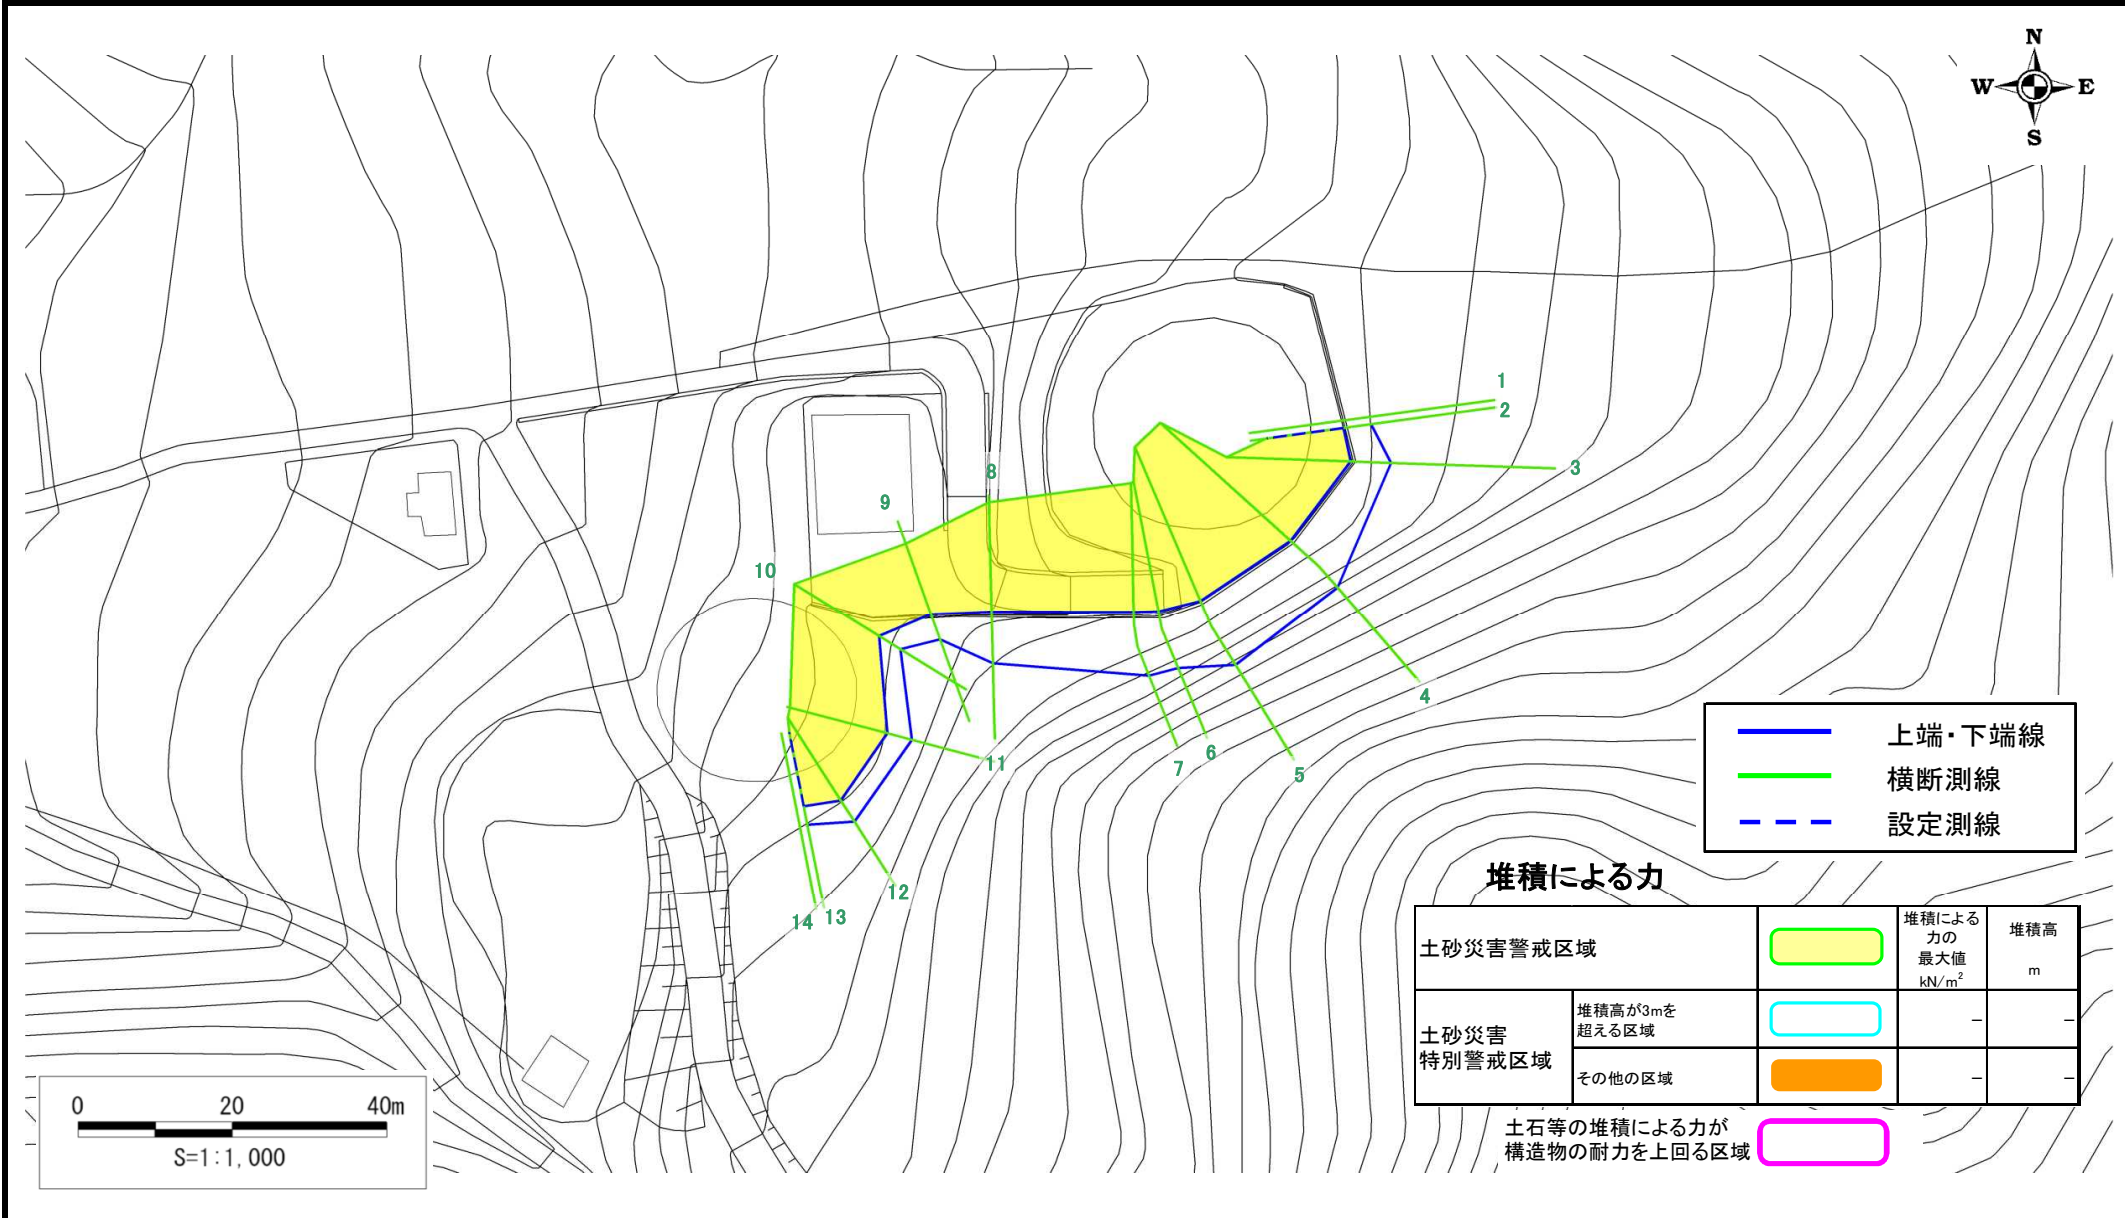 N
W E
S
1
2
3
4
5
6
7
8
9
10
11
12
13
14
上端・下端線
横断測線
設定測線
堆積による力
土砂災害警戒区域
堆積による
力の
最大値
kN/m²
堆積高
m
土砂災害
特別警戒区域
堆積高が3mを
超える区域
－ －
その他の区域
－ －
土石等の堆積による力が
構造物の耐力を上回る区域
0 20 40m
S=1:1,000